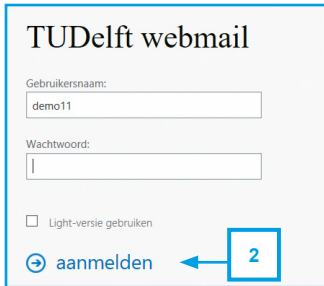 TUDelft webmail
Gebruikersnaam:
demo11
Wachtwoord:
Light-versie gebruiken
aanmelden
2